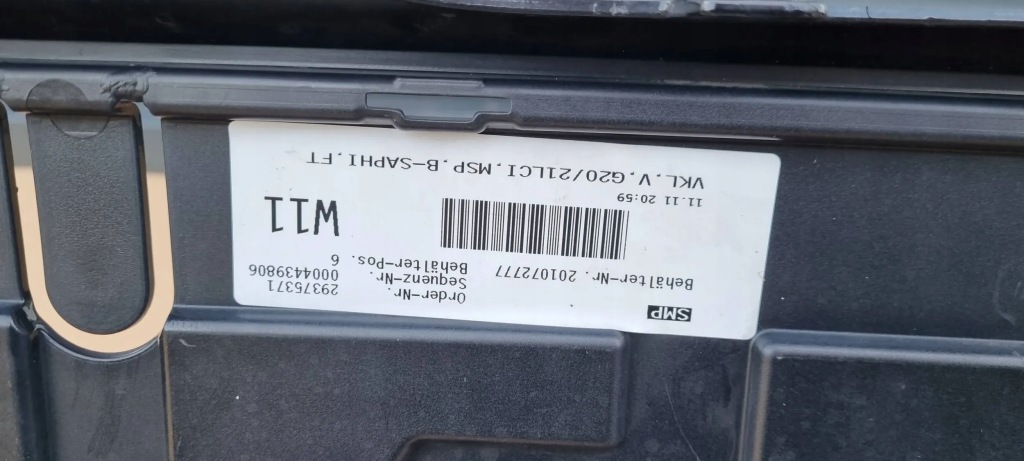 SMP
Order-Nr. 29375371
Sequenz-Nr. 0004439806
Behälter-Nr. 201072777 Behälter-Pos. 6
11.11 20:59
W11
VKL.V.G20/21LCI.MSP.B-SAPHI.FT